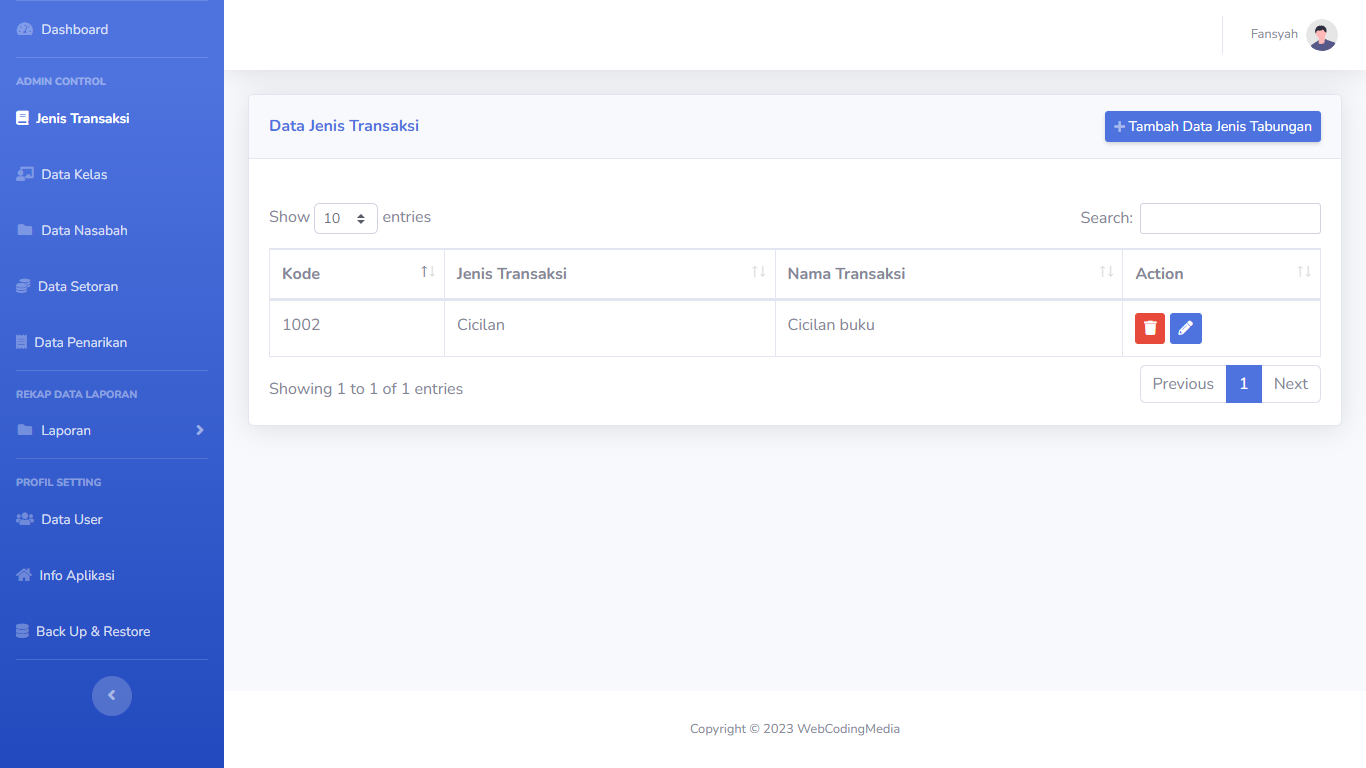 Dashboard
ADMIN CONTROL
Jenis Transaksi
Data Kelas
Data Nasabah
Data Setoran
Data Penarikan
REKAP DATA LAPORAN
Laporan
PROFIL SETTING
Data User
Info Aplikasi
Back Up & Restore
Fansyah
Data Jenis Transaksi
Tambah Data Jenis Tabungan
Show 10 entries
Search:
Kode Jenis Transaksi Nama Transaksi Action
1002 Cicilan Cicilan buku
Showing 1 to 1 of 1 entries
Previous 1 Next
Copyright © 2023 WebCodingMedia